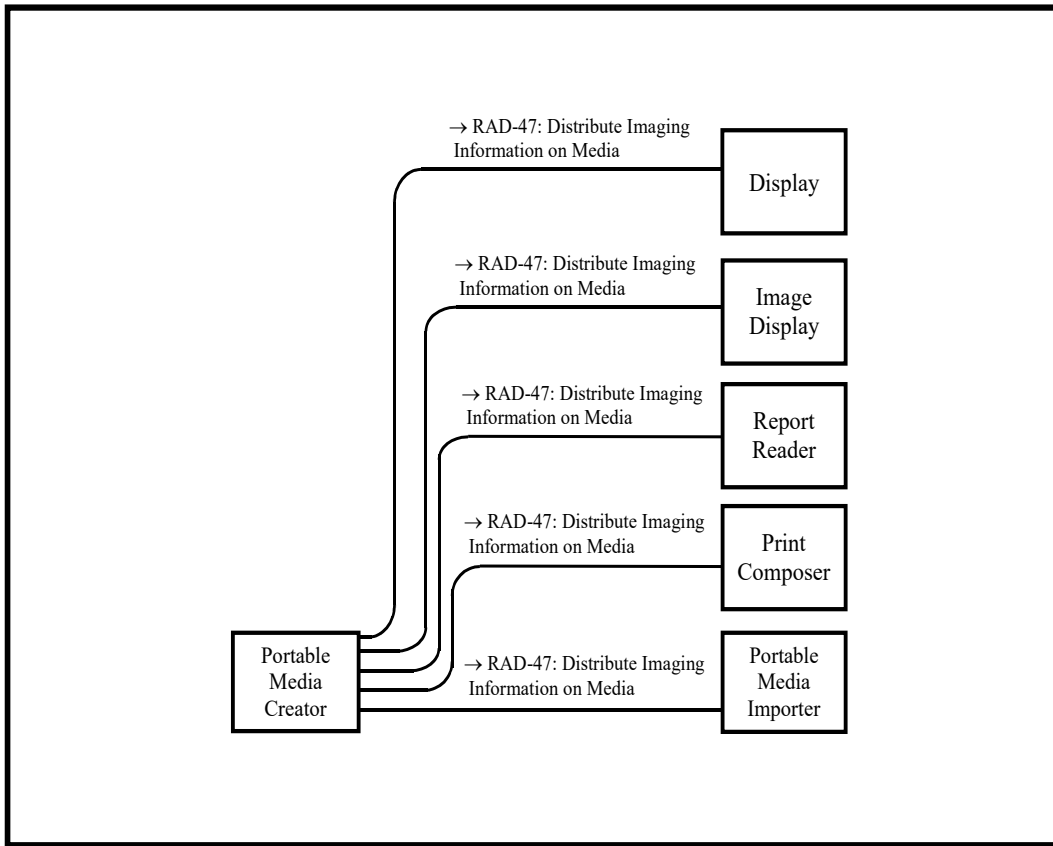 → RAD-47: Distribute Imaging
Information on Media
Display
→ RAD-47: Distribute Imaging
Information on Media
Image
Display
→ RAD-47: Distribute Imaging
Information on Media
Report
Reader
→ RAD-47: Distribute Imaging
Information on Media
Print
Composer
Portable
Media
Creator
→ RAD-47: Distribute Imaging
Information on Media
Portable
Media
Importer